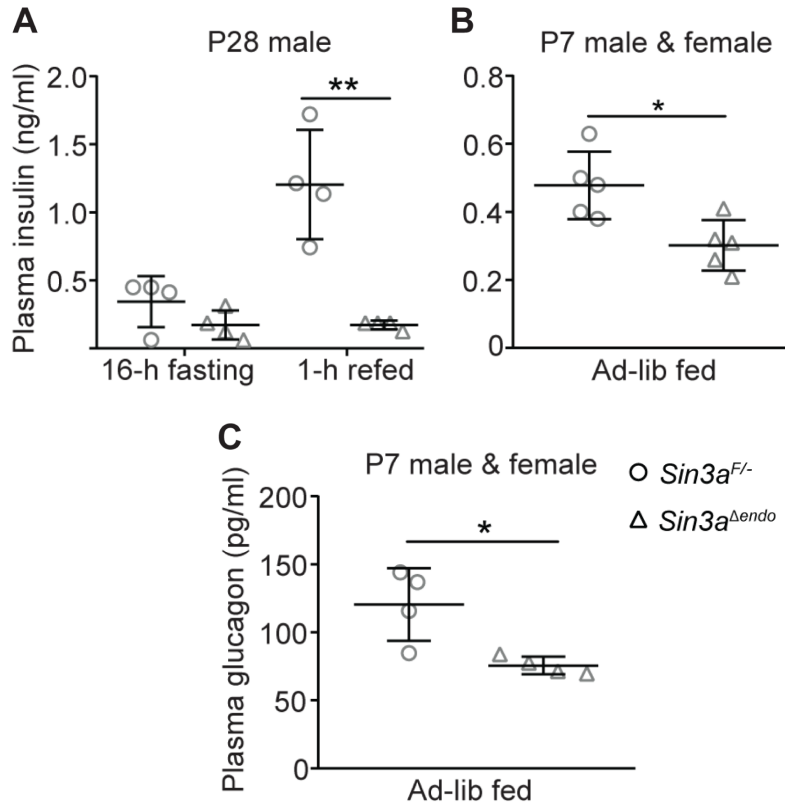 A
P28 male
Plasma insulin (ng/ml)
2.0
1.5
1.0
0.5
**
16-h fasting
1-h refed
B
P7 male & female
0.8
0.6
0.4
0.2
0
*
Ad-lib fed
C
P7 male & female
Plasma glucagon (pg/ml)
200
150
100
50
0
*
Ad-lib fed
Sin3aF/-
Sin3aΔendo